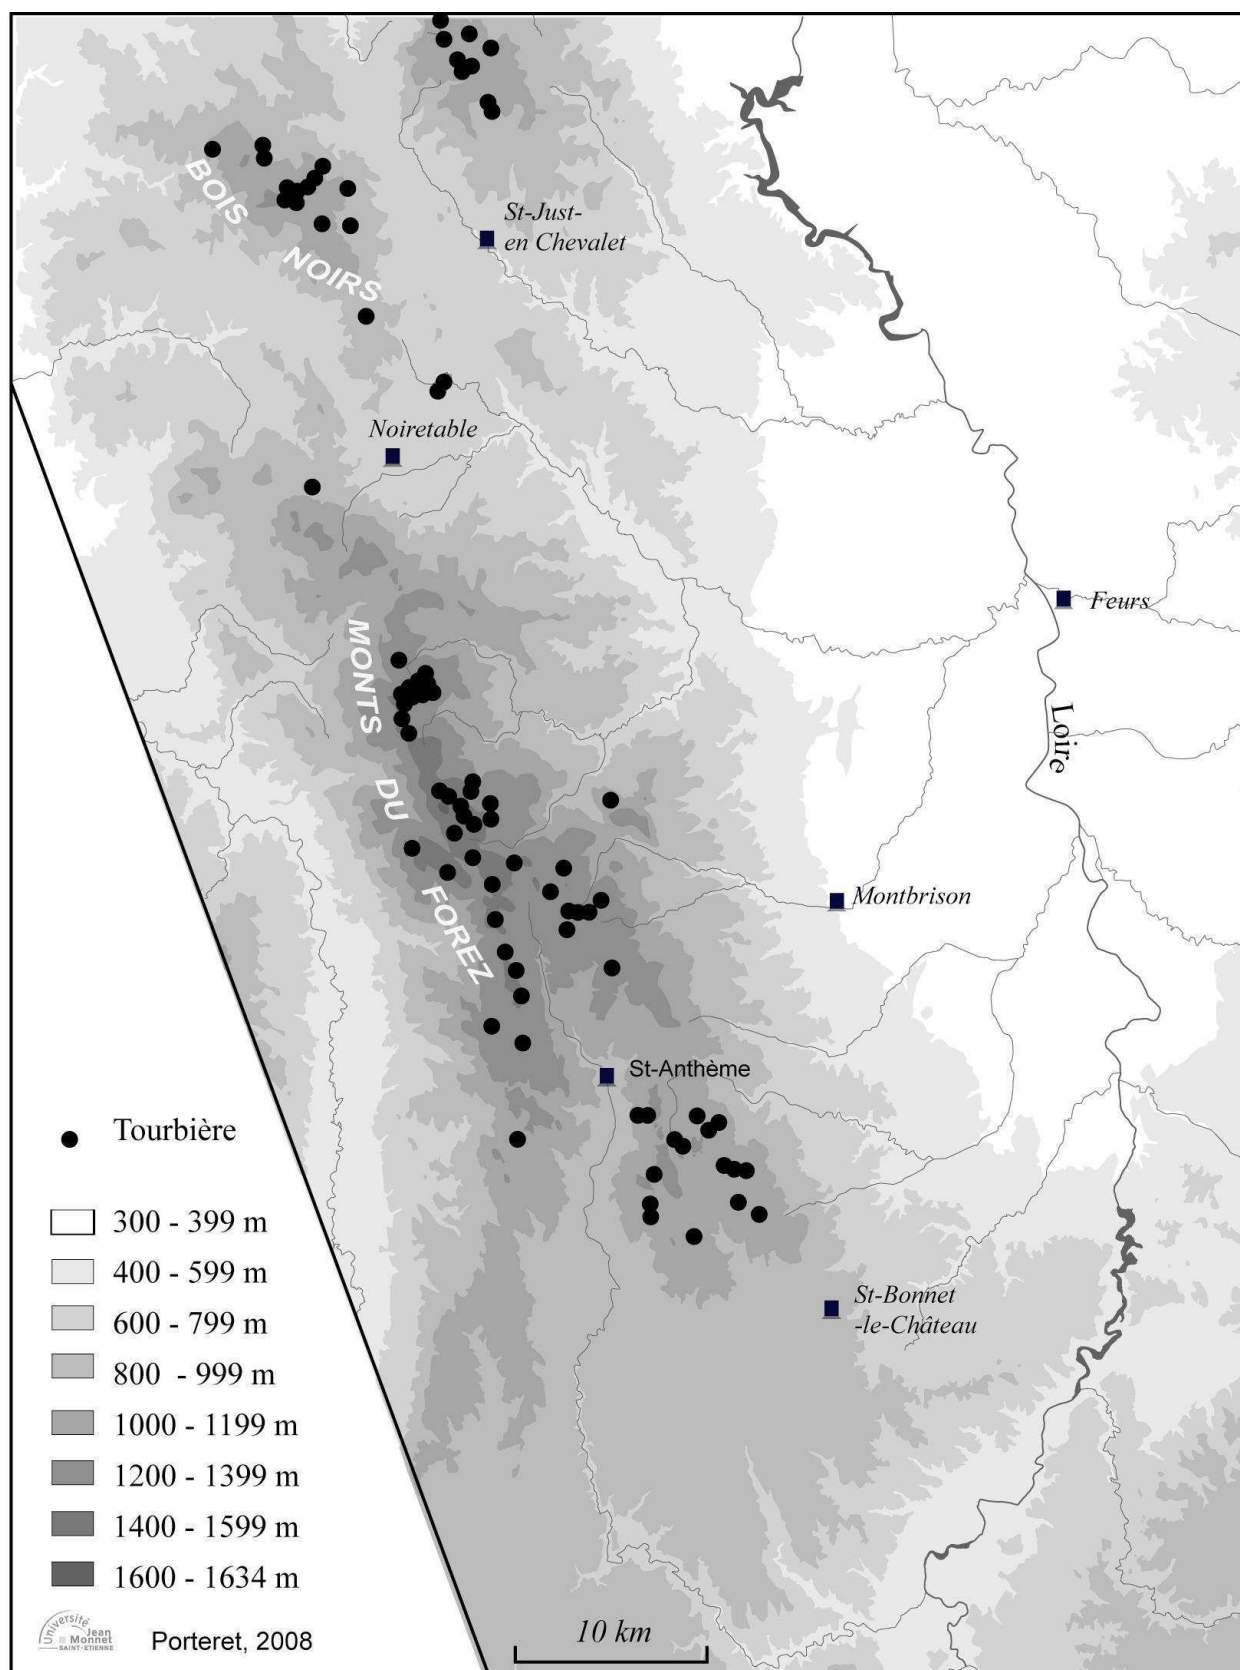 BOIS
NOIRS
St-Just-
en Chevalet
Noiretable
Feurs
MONTS
DU
FOREZ
Loire
Montbrison
St-Anthème
St-Bonnet
-le-Château
Tourbière
300 - 399 m
400 - 599 m
600 - 799 m
800 - 999 m
1000 - 1199 m
1200 - 1399 m
1400 - 1599 m
1600 - 1634 m
Université
Jean
Monnet
SAINT-ETIENNE
Porteret, 2008
10 km